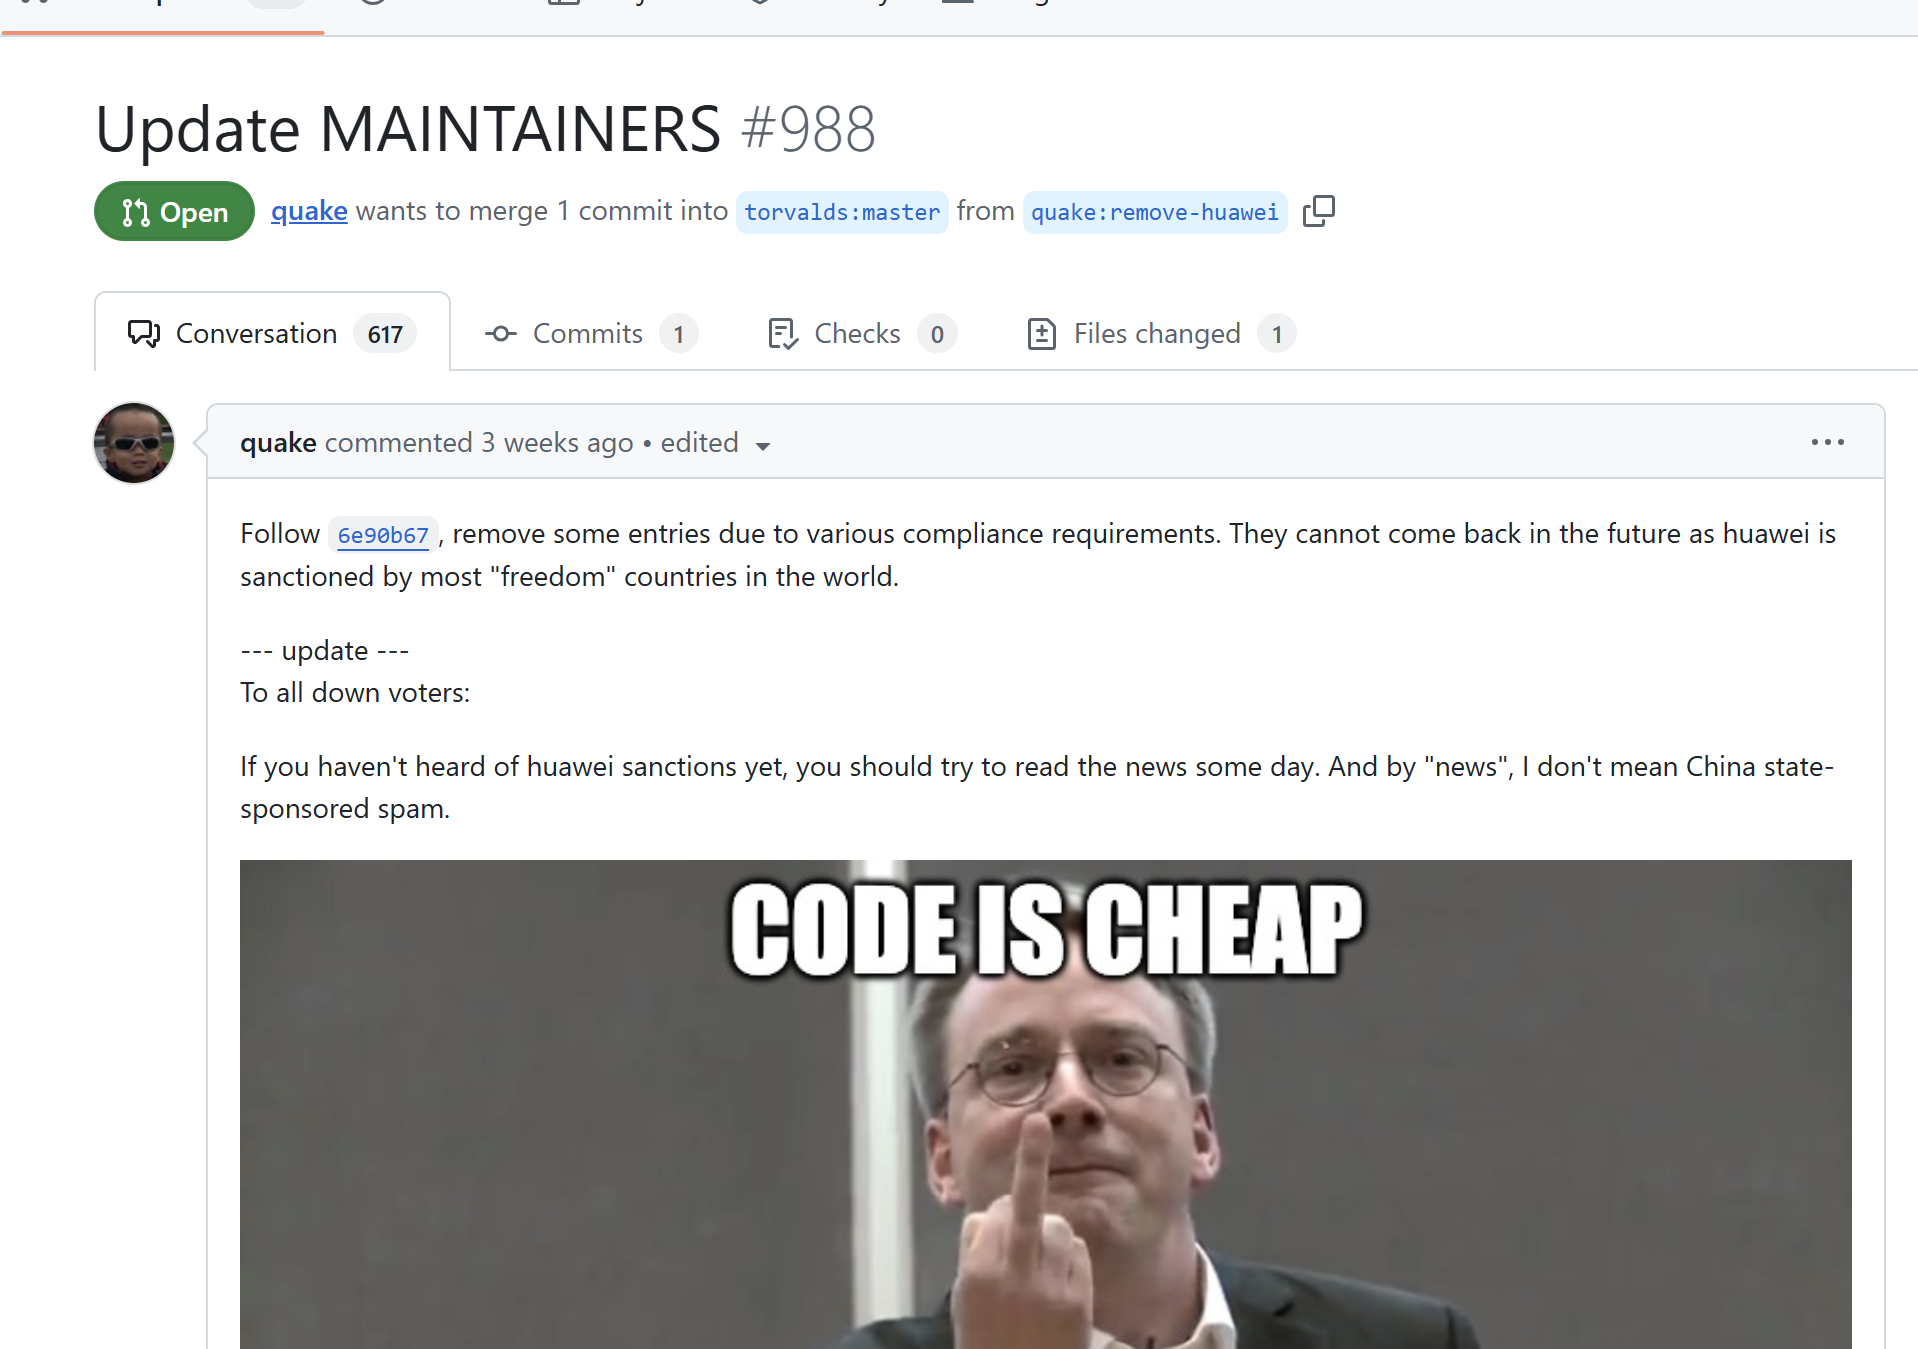 Update MAINTAINERS #988
Open quake wants to merge 1 commit into torvalds:master from quake:remove-huawei
Conversation 617 Commits 1 Checks 0 Files changed 1
quake commented 3 weeks ago • edited
Follow 6e90b67, remove some entries due to various compliance requirements. They cannot come back in the future as huawei is
sanctioned by most "freedom" countries in the world.
--- update ---
To all down voters:
If you haven't heard of huawei sanctions yet, you should try to read the news some day. And by "news", I don't mean China state-
sponsored spam.
CODE IS CHEAP